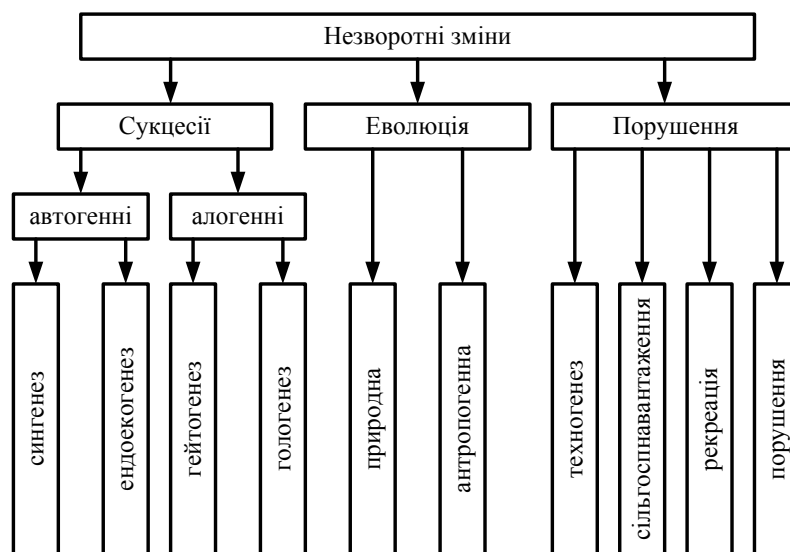 Незворотні зміни
Сукцесії
Еволюція
Порушення
автогенні
алогенні
сингенез
ендоекогенез
гейтогенез
гологенез
природна
антропогенна
техногенез
сільгоспнавантаження
рекреація
порушення